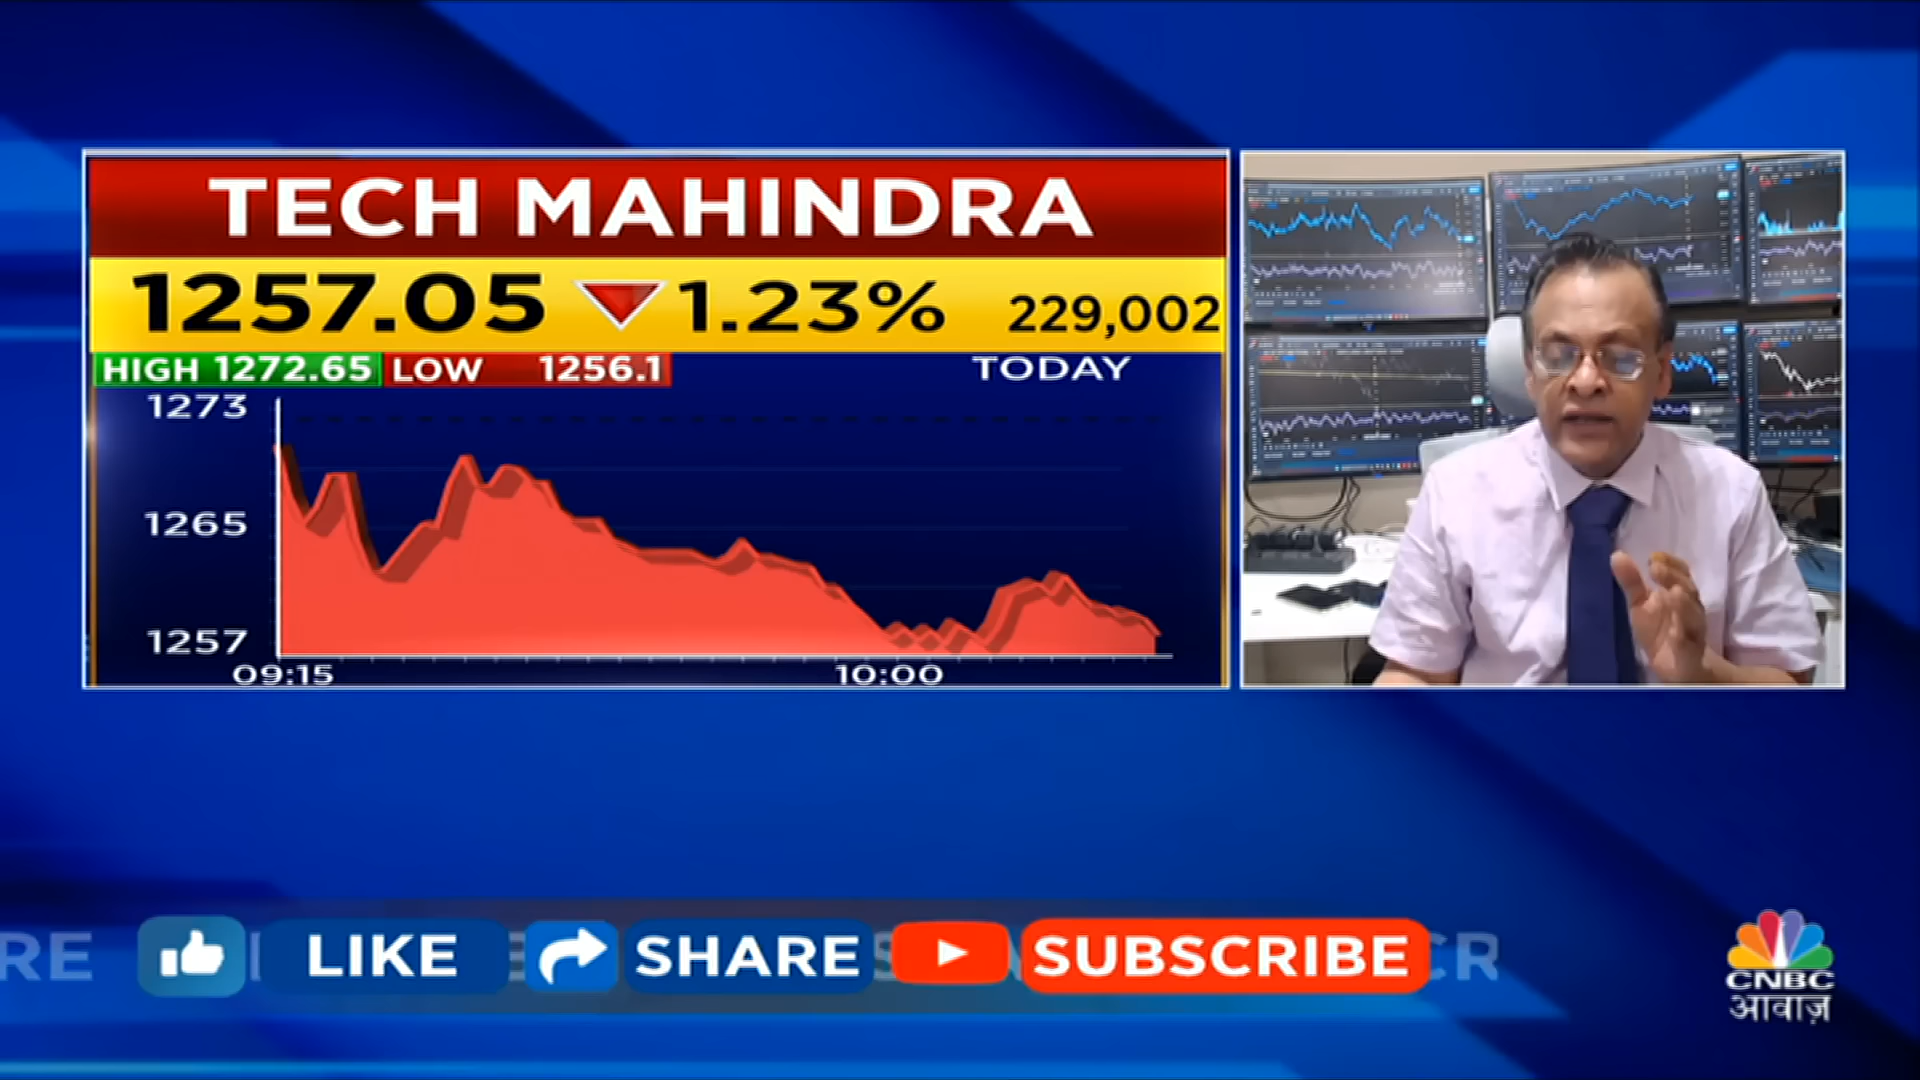 TECH MAHINDRA
1257.05 1.23% 229,002
HIGH 1272.65 LOW 1256.1 TODAY
1273
1265
1257
09:15 10:00
LIKE SHARE SUBSCRIBE
CNBC
आवाज़